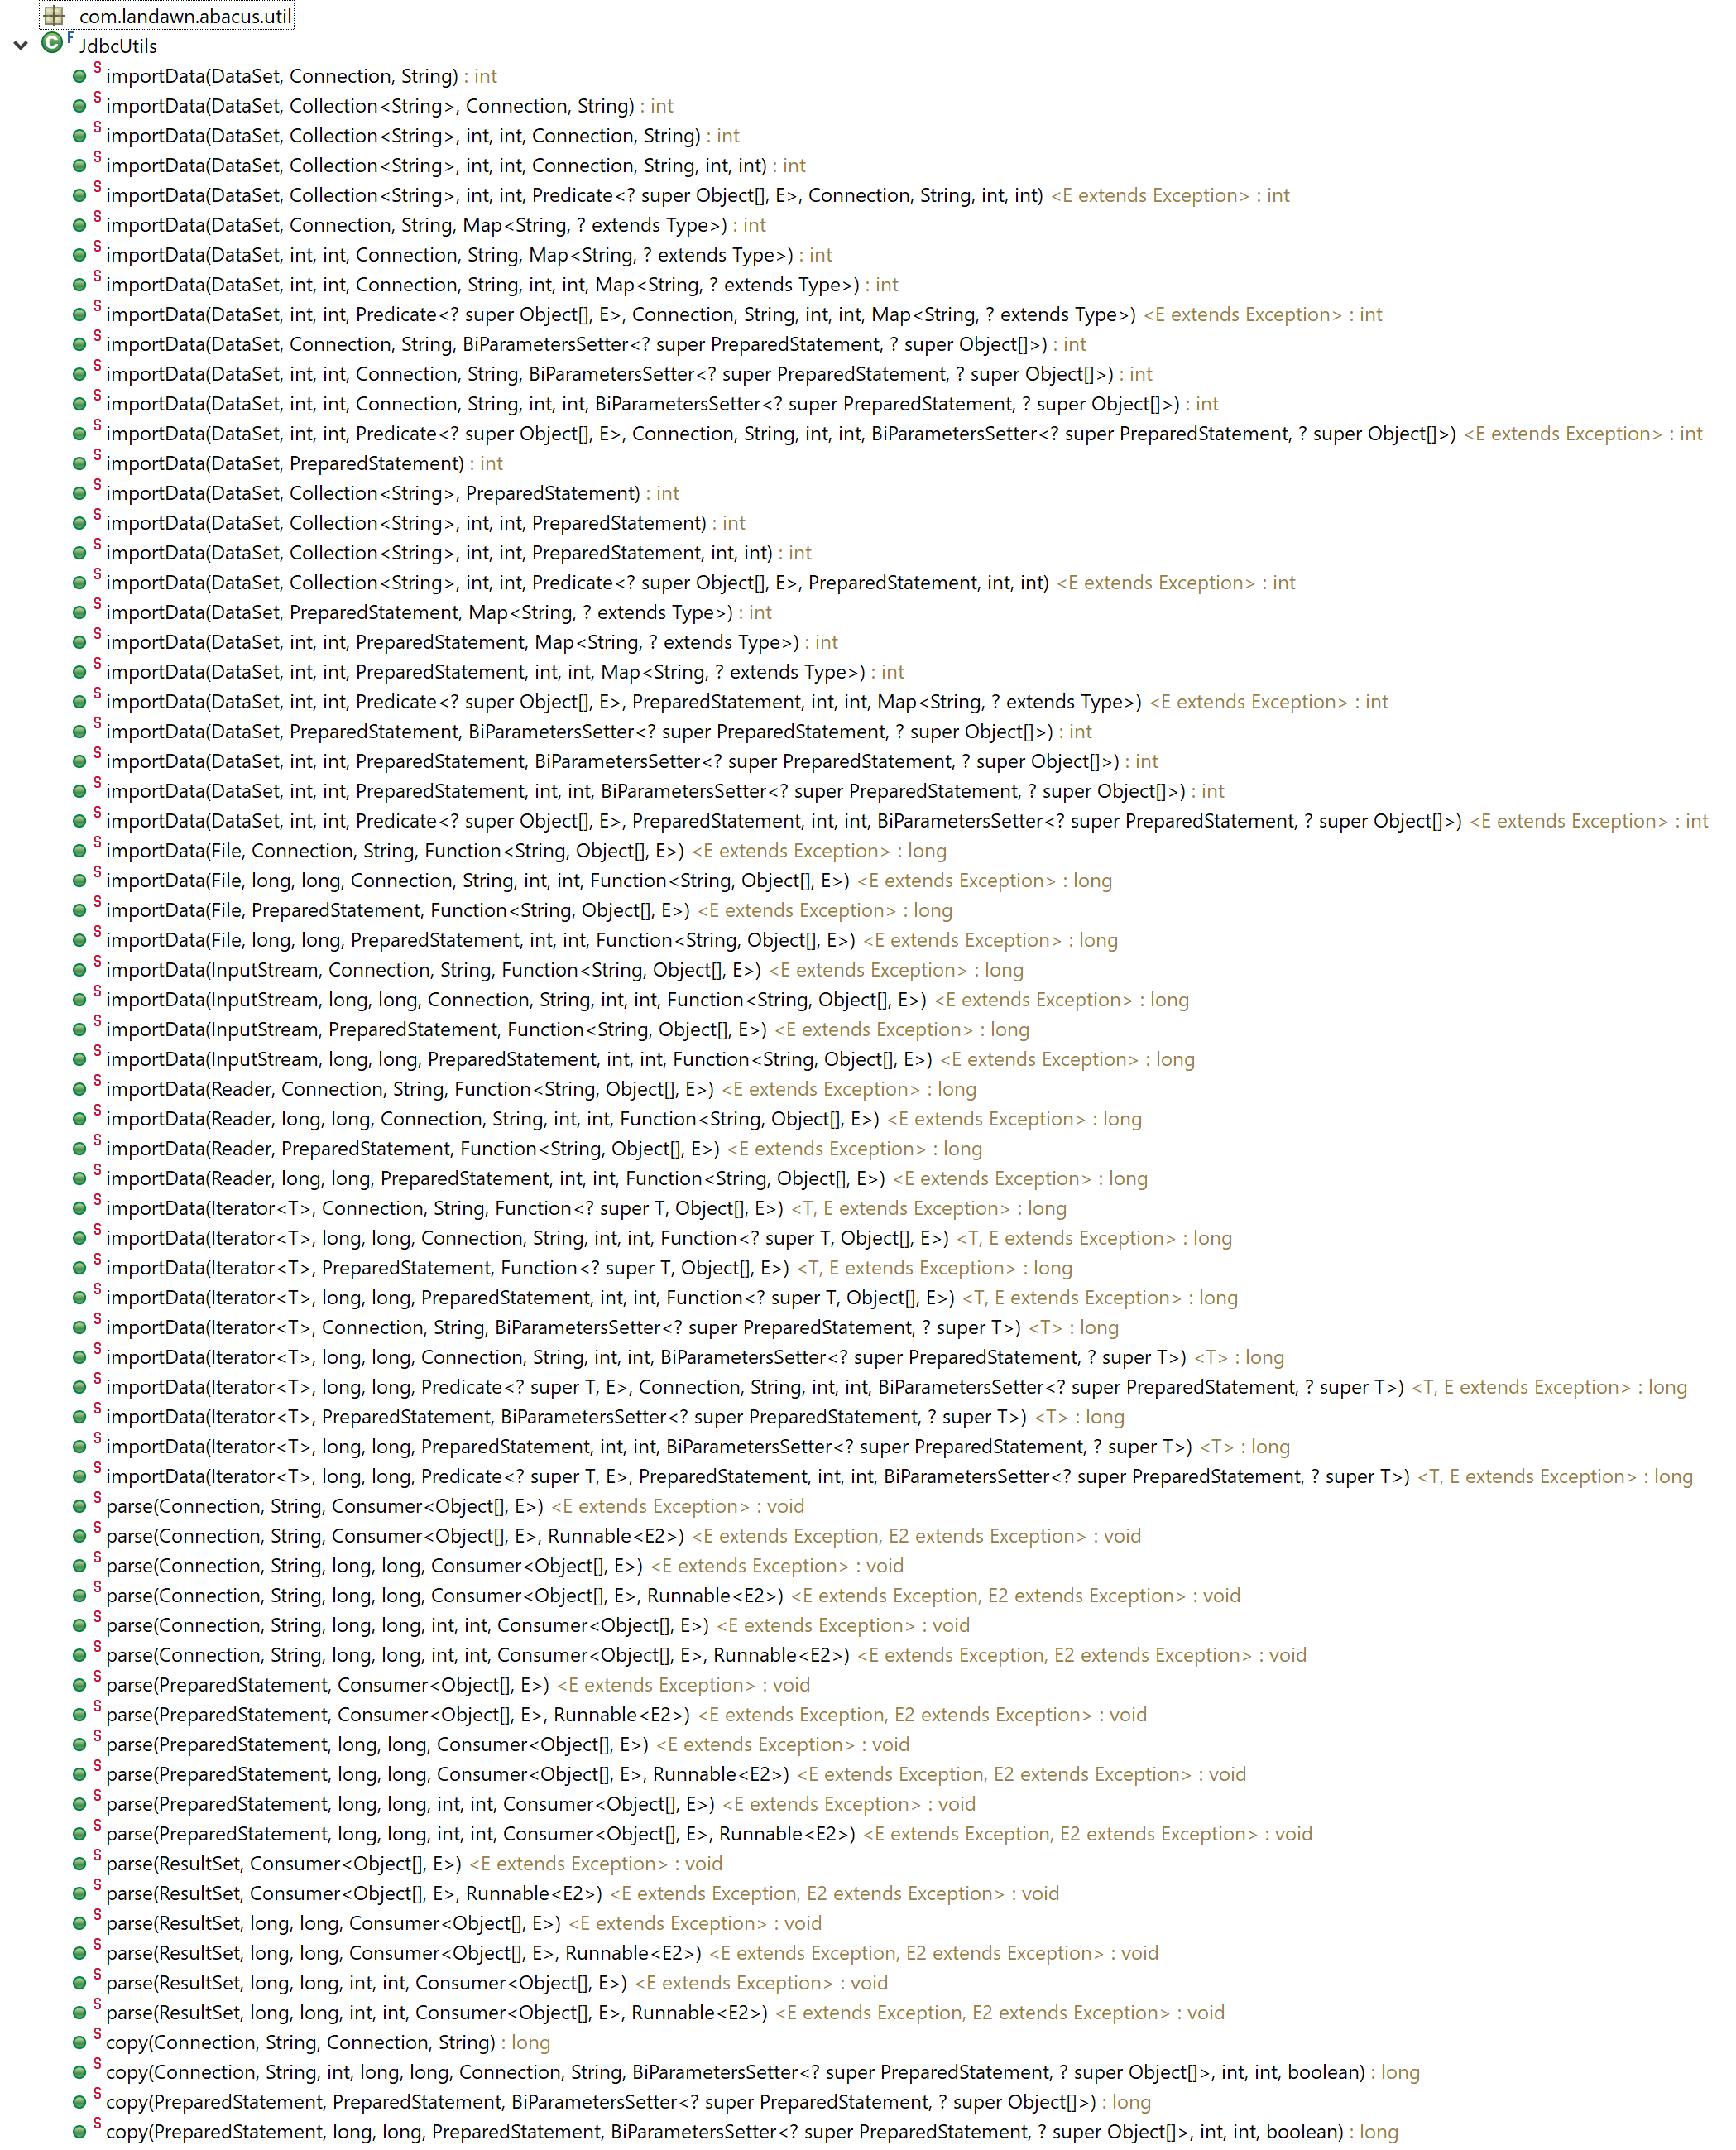 com.landawn.abacus.util
JdbcUtils
importData(DataSet, Connection, String) : int
importData(DataSet, Collection<String>, Connection, String) : int
importData(DataSet, Collection<String>, int, int, Connection, String) : int
importData(DataSet, Collection<String>, int, int, Connection, String, int, int) : int
importData(DataSet, Collection<String>, int, int, Predicate<? super Object[], E>, Connection, String, int, int) <E extends Exception> : int
importData(DataSet, Connection, String, Map<String, ? extends Type>) : int
importData(DataSet, int, int, Connection, String, Map<String, ? extends Type>) : int
importData(DataSet, int, int, Connection, String, int, int, Map<String, ? extends Type>) : int
importData(DataSet, int, int, Predicate<? super Object[], E>, Connection, String, int, int, Map<String, ? extends Type>) <E extends Exception> : int
importData(DataSet, Connection, String, BiParametersSetter<? super PreparedStatement, ? super Object[]>) : int
importData(DataSet, int, int, Connection, String, BiParametersSetter<? super PreparedStatement, ? super Object[]>) : int
importData(DataSet, int, int, Connection, String, int, int, BiParametersSetter<? super PreparedStatement, ? super Object[]>) : int
importData(DataSet, int, int, Predicate<? super Object[], E>, Connection, String, int, int, BiParametersSetter<? super PreparedStatement, ? super Object[]>) <E extends Exception> : int
importData(DataSet, PreparedStatement) : int
importData(DataSet, Collection<String>, PreparedStatement) : int
importData(DataSet, Collection<String>, int, int, PreparedStatement) : int
importData(DataSet, Collection<String>, int, int, PreparedStatement, int, int) : int
importData(DataSet, Collection<String>, int, int, Predicate<? super Object[], E>, PreparedStatement, int, int) <E extends Exception> : int
importData(DataSet, PreparedStatement, Map<String, ? extends Type>) : int
importData(DataSet, int, int, PreparedStatement, Map<String, ? extends Type>) : int
importData(DataSet, int, int, PreparedStatement, int, int, Map<String, ? extends Type>) : int
importData(DataSet, int, int, Predicate<? super Object[], E>, PreparedStatement, int, int, Map<String, ? extends Type>) <E extends Exception> : int
importData(DataSet, PreparedStatement, BiParametersSetter<? super PreparedStatement, ? super Object[]>) : int
importData(DataSet, int, int, PreparedStatement, BiParametersSetter<? super PreparedStatement, ? super Object[]>) : int
importData(DataSet, int, int, PreparedStatement, int, int, BiParametersSetter<? super PreparedStatement, ? super Object[]>) : int
importData(DataSet, int, int, Predicate<? super Object[], E>, PreparedStatement, int, int, BiParametersSetter<? super PreparedStatement, ? super Object[]>) <E extends Exception> : int
importData(File, Connection, String, Function<String, Object[], E>) <E extends Exception> : long
importData(File, long, long, Connection, String, int, int, Function<String, Object[], E>) <E extends Exception> : long
importData(File, PreparedStatement, Function<String, Object[], E>) <E extends Exception> : long
importData(File, long, long, PreparedStatement, int, int, Function<String, Object[], E>) <E extends Exception> : long
importData(InputStream, Connection, String, Function<String, Object[], E>) <E extends Exception> : long
importData(InputStream, long, long, Connection, String, int, int, Function<String, Object[], E>) <E extends Exception> : long
importData(InputStream, PreparedStatement, Function<String, Object[], E>) <E extends Exception> : long
importData(InputStream, long, long, PreparedStatement, int, int, Function<String, Object[], E>) <E extends Exception> : long
importData(Reader, Connection, String, Function<String, Object[], E>) <E extends Exception> : long
importData(Reader, long, long, Connection, String, int, int, Function<String, Object[], E>) <E extends Exception> : long
importData(Reader, PreparedStatement, Function<String, Object[], E>) <E extends Exception> : long
importData(Reader, long, long, PreparedStatement, int, int, Function<String, Object[], E>) <E extends Exception> : long
importData(Iterator<T>, Connection, String, Function<? super T, Object[], E>) <T, E extends Exception> : long
importData(Iterator<T>, long, long, Connection, String, int, int, Function<? super T, Object[], E>) <T, E extends Exception> : long
importData(Iterator<T>, PreparedStatement, Function<? super T, Object[], E>) <T, E extends Exception> : long
importData(Iterator<T>, long, long, PreparedStatement, int, int, Function<? super T, Object[], E>) <T, E extends Exception> : long
importData(Iterator<T>, Connection, String, BiParametersSetter<? super PreparedStatement, ? super T>) <T> : long
importData(Iterator<T>, long, long, Connection, String, int, int, BiParametersSetter<? super PreparedStatement, ? super T>) <T> : long
importData(Iterator<T>, long, long, Predicate<? super T, E>, Connection, String, int, int, BiParametersSetter<? super PreparedStatement, ? super T>) <T, E extends Exception> : long
importData(Iterator<T>, PreparedStatement, BiParametersSetter<? super PreparedStatement, ? super T>) <T> : long
importData(Iterator<T>, long, long, PreparedStatement, int, int, BiParametersSetter<? super PreparedStatement, ? super T>) <T> : long
importData(Iterator<T>, long, long, Predicate<? super T, E>, PreparedStatement, int, int, BiParametersSetter<? super PreparedStatement, ? super T>) <T, E extends Exception> : long
parse(Connection, String, Consumer<Object[], E>) <E extends Exception> : void
parse(Connection, String, Consumer<Object[], E>, Runnable<E2>) <E extends Exception, E2 extends Exception> : void
parse(Connection, String, long, long, Consumer<Object[], E>) <E extends Exception> : void
parse(Connection, String, long, long, Consumer<Object[], E>, Runnable<E2>) <E extends Exception, E2 extends Exception> : void
parse(Connection, String, long, long, int, int, Consumer<Object[], E>) <E extends Exception> : void
parse(Connection, String, long, long, int, int, Consumer<Object[], E>, Runnable<E2>) <E extends Exception, E2 extends Exception> : void
parse(PreparedStatement, Consumer<Object[], E>) <E extends Exception> : void
parse(PreparedStatement, Consumer<Object[], E>, Runnable<E2>) <E extends Exception, E2 extends Exception> : void
parse(PreparedStatement, long, long, Consumer<Object[], E>) <E extends Exception> : void
parse(PreparedStatement, long, long, Consumer<Object[], E>, Runnable<E2>) <E extends Exception, E2 extends Exception> : void
parse(PreparedStatement, long, long, int, int, Consumer<Object[], E>) <E extends Exception> : void
parse(PreparedStatement, long, long, int, int, Consumer<Object[], E>, Runnable<E2>) <E extends Exception, E2 extends Exception> : void
parse(ResultSet, Consumer<Object[], E>) <E extends Exception> : void
parse(ResultSet, Consumer<Object[], E>, Runnable<E2>) <E extends Exception, E2 extends Exception> : void
parse(ResultSet, long, long, Consumer<Object[], E>) <E extends Exception> : void
parse(ResultSet, long, long, Consumer<Object[], E>, Runnable<E2>) <E extends Exception, E2 extends Exception> : void
parse(ResultSet, long, long, int, int, Consumer<Object[], E>) <E extends Exception> : void
parse(ResultSet, long, long, int, int, Consumer<Object[], E>, Runnable<E2>) <E extends Exception, E2 extends Exception> : void
copy(Connection, String, Connection, String) : long
copy(Connection, String, int, long, long, Connection, String, BiParametersSetter<? super PreparedStatement, ? super Object[]>, int, int, boolean) : long
copy(PreparedStatement, PreparedStatement, BiParametersSetter<? super PreparedStatement, ? super Object[]>) : long
copy(PreparedStatement, long, long, PreparedStatement, BiParametersSetter<? super PreparedStatement, ? super Object[]>, int, int, boolean) : long